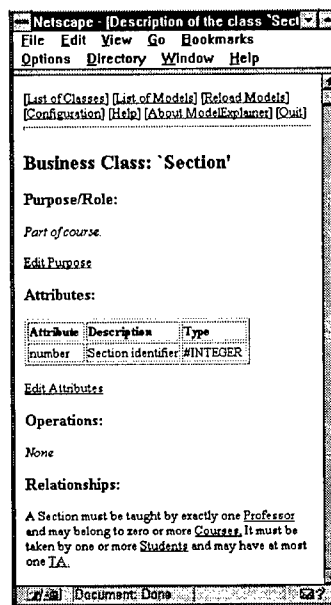 Netscape - [Description of the class `Secti
File Edit View Go Bookmarks
Options Directory Window Help
[List of Classes] [List of Models] [Reload Models]
[Configuration] [Help] [About ModelExplainer] [Quit]
Business Class: `Section'
Purpose/Role:
Part of course.
Edit Purpose
Attributes:
Attribute Description Type
number Section identifier #INTEGER
Edit Attributes
Operations:
None
Relationships:
A Section must be taught by exactly one Professor
and may belong to zero or more Courses. It must be
taken by one or more Students and may have at most
one TA.
Document: Done